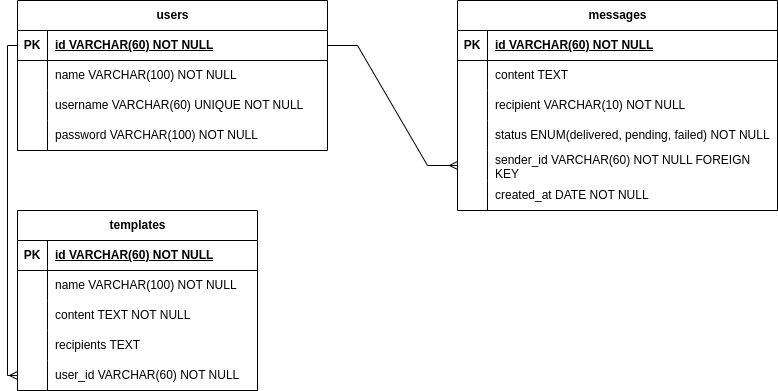 users
PK id VARCHAR(60) NOT NULL
name VARCHAR(100) NOT NULL
username VARCHAR(60) UNIQUE NOT NULL
password VARCHAR(100) NOT NULL
messages
PK id VARCHAR(60) NOT NULL
content TEXT
recipient VARCHAR(10) NOT NULL
status ENUM(delivered, pending, failed) NOT NULL
sender_id VARCHAR(60) NOT NULL FOREIGN
KEY
created_at DATE NOT NULL
templates
PK id VARCHAR(60) NOT NULL
name VARCHAR(100) NOT NULL
content TEXT NOT NULL
recipients TEXT
user_id VARCHAR(60) NOT NULL